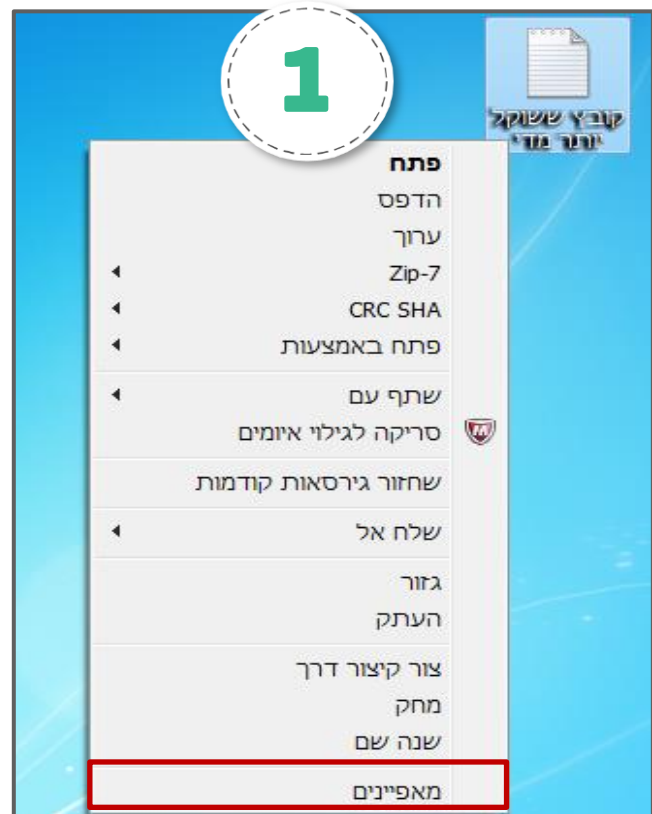 1
קובץ ששוקל
יותר מדי
פתח
הדפס
ערוך
Zip-7
CRC SHA
פתח באמצעות
שתף עם
סריקה לגילוי איומים
שחזור גירסאות קודמות
שלח אל
גזור
העתק
צור קיצור דרך
מחק
שנה שם
מאפיינים